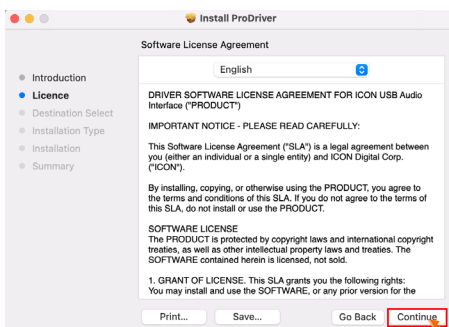 Install ProDriver
Software License Agreement
English
Introduction
Licence
Destination Select
Installation Type
Installation
Summary
DRIVER SOFTWARE LICENSE AGREEMENT FOR ICON USB Audio
Interface ("PRODUCT")
IMPORTANT NOTICE - PLEASE READ CAREFULLY:
This Software License Agreement ("SLA") is a legal agreement between
you (either an individual or a single entity) and ICON Digital Corp.
("ICON").
By installing, copying, or otherwise using the PRODUCT, you agree to
the terms and conditions of this SLA. If you do not agree to the terms of
this SLA, do not install or use the PRODUCT.
SOFTWARE LICENSE
The PRODUCT is protected by copyright laws and international copyright
treaties, as well as other intellectual property laws and treaties. The
SOFTWARE contained herein is licensed, not sold.
1. GRANT OF LICENSE. This SLA grants you the following rights:
You may install and use the SOFTWARE, or any prior version for the
Print...
Save...
Go Back
Continue